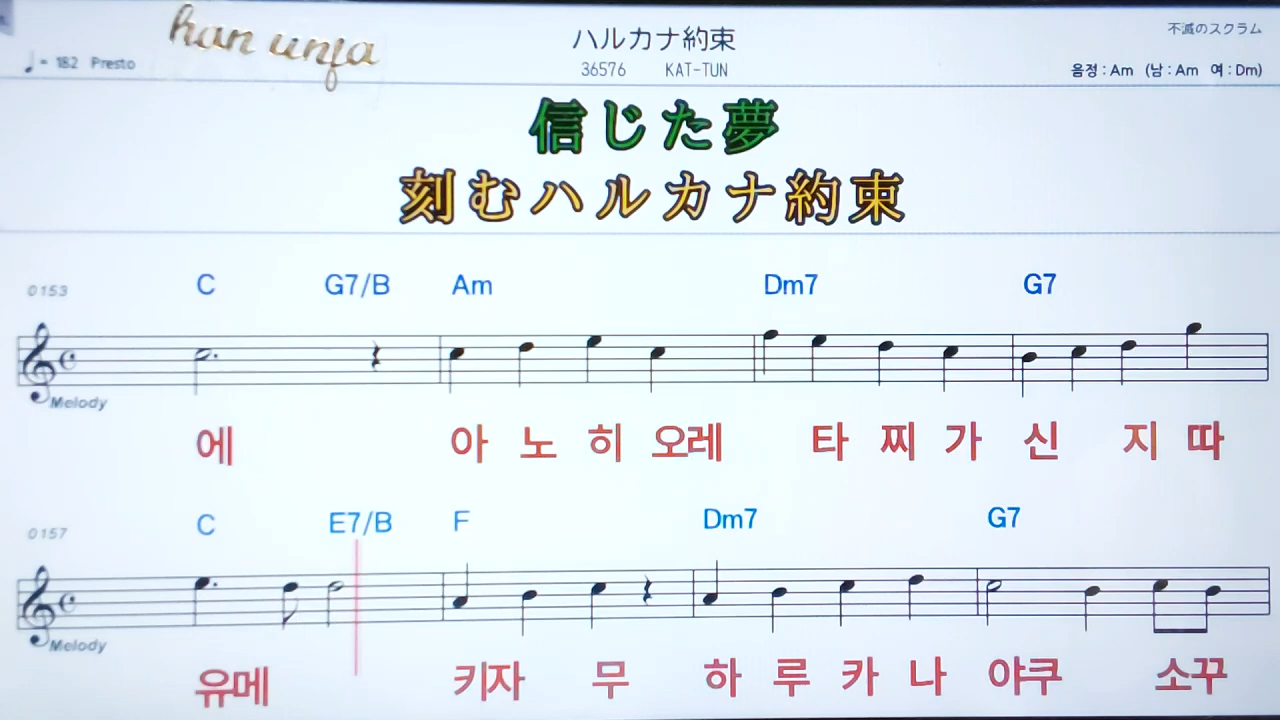 han unfa
ハルカナ約束
不滅のスクラム
♩= 182 Presto
36576 KAT-TUN
음정 : Am (남 : Am 여 : Dm)
信じた夢
刻むハルカナ約束
0153 C G7/B Am Dm7 G7
Melody
에 아 노 히 오레 타 찌 가 신 지 따
0157 C E7/B F Dm7 G7
Melody
유메 키자 무 하 루 카 나 야쿠 소꾸